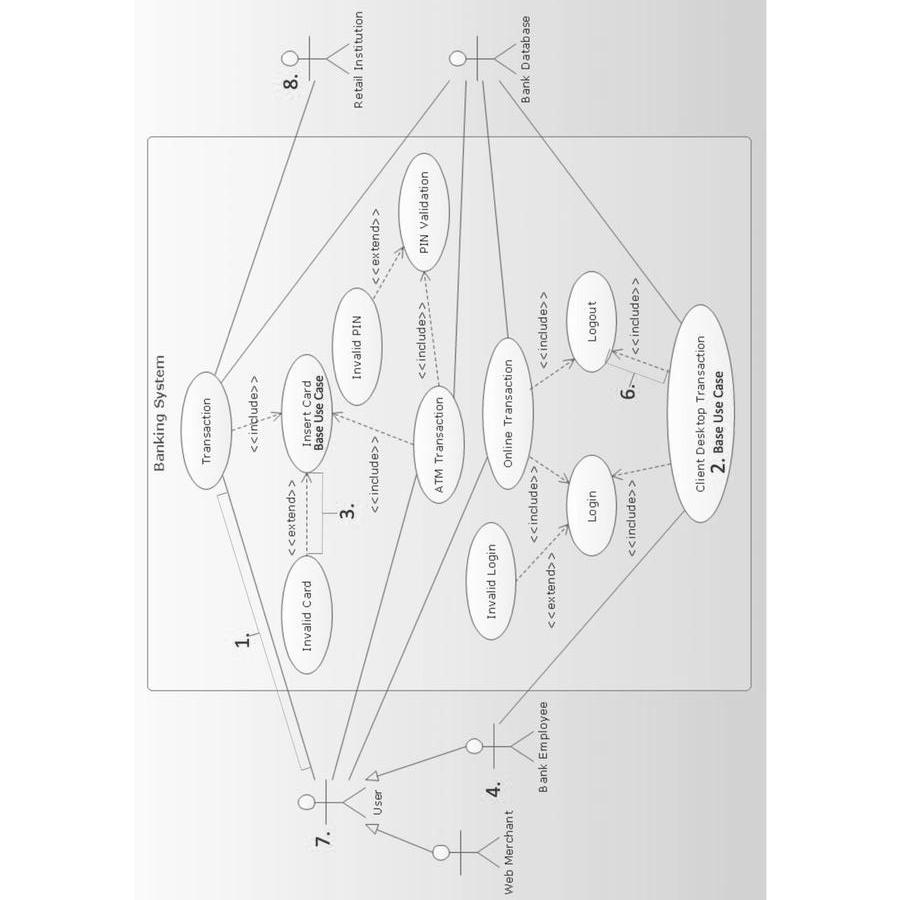 Banking System
8.
Retail Institution
Bank Database
Transaction
<<include>>
Insert Card
Base Use Case
<<extend>>
3.
Invalid Card
1.
Invalid PIN
<<extend>>
PIN Validation
<<include>>
<<include>>
ATM Transaction
Online Transaction
<<include>>
Logout
<<include>>
6.
<<include>>
Login
<<include>>
Invalid Login
<<extend>>
Client Desktop Transaction
2. Base Use Case
7.
User
4.
Bank Employee
Web Merchant